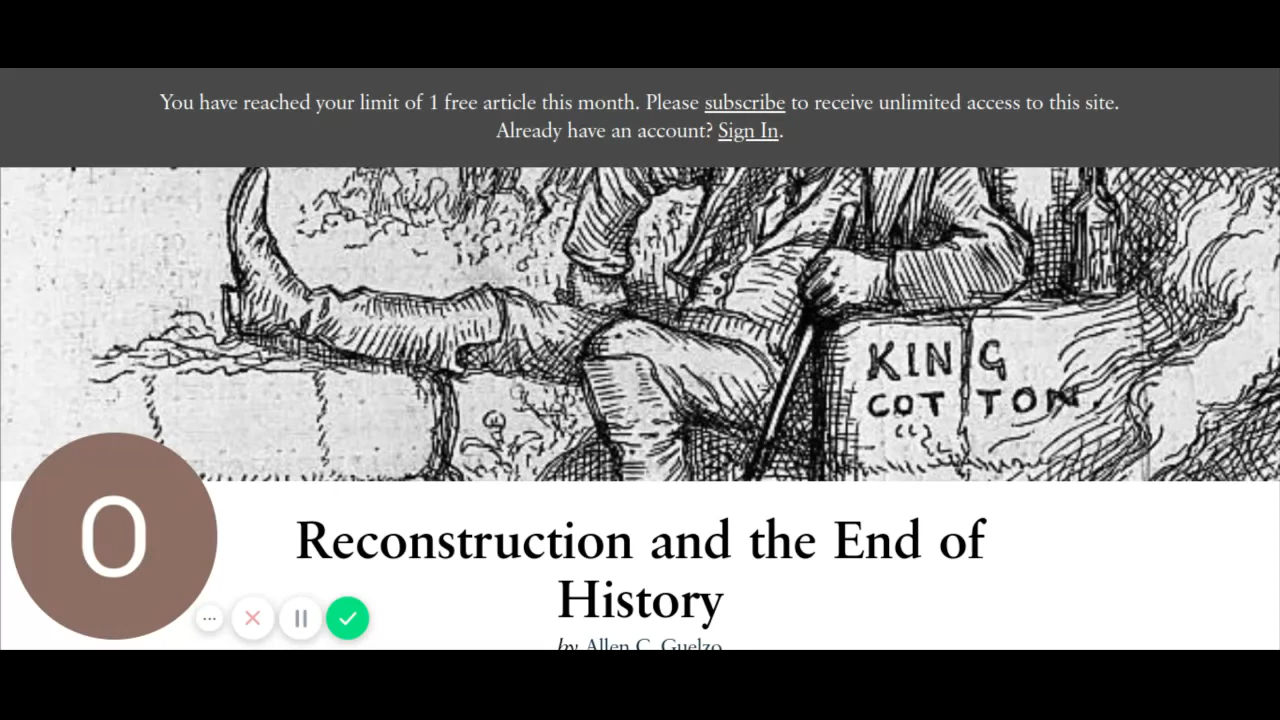 You have reached your limit of 1 free article this month. Please subscribe to receive unlimited access to this site.
Already have an account? Sign In.
KING
COTTON.
O
Reconstruction and the End of
History
by Allen C. Guelzo